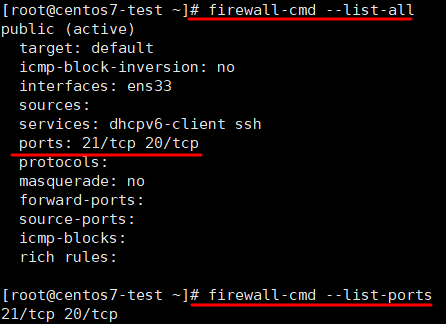 [root@centos7-test ~]# firewall-cmd --list-all
public (active)
  target: default
  icmp-block-inversion: no
  interfaces: ens33
  sources:
  services: dhcpv6-client ssh
  ports: 21/tcp 20/tcp
  protocols:
  masquerade: no
  forward-ports:
  source-ports:
  icmp-blocks:
  rich rules:
[root@centos7-test ~]# firewall-cmd --list-ports
21/tcp 20/tcp